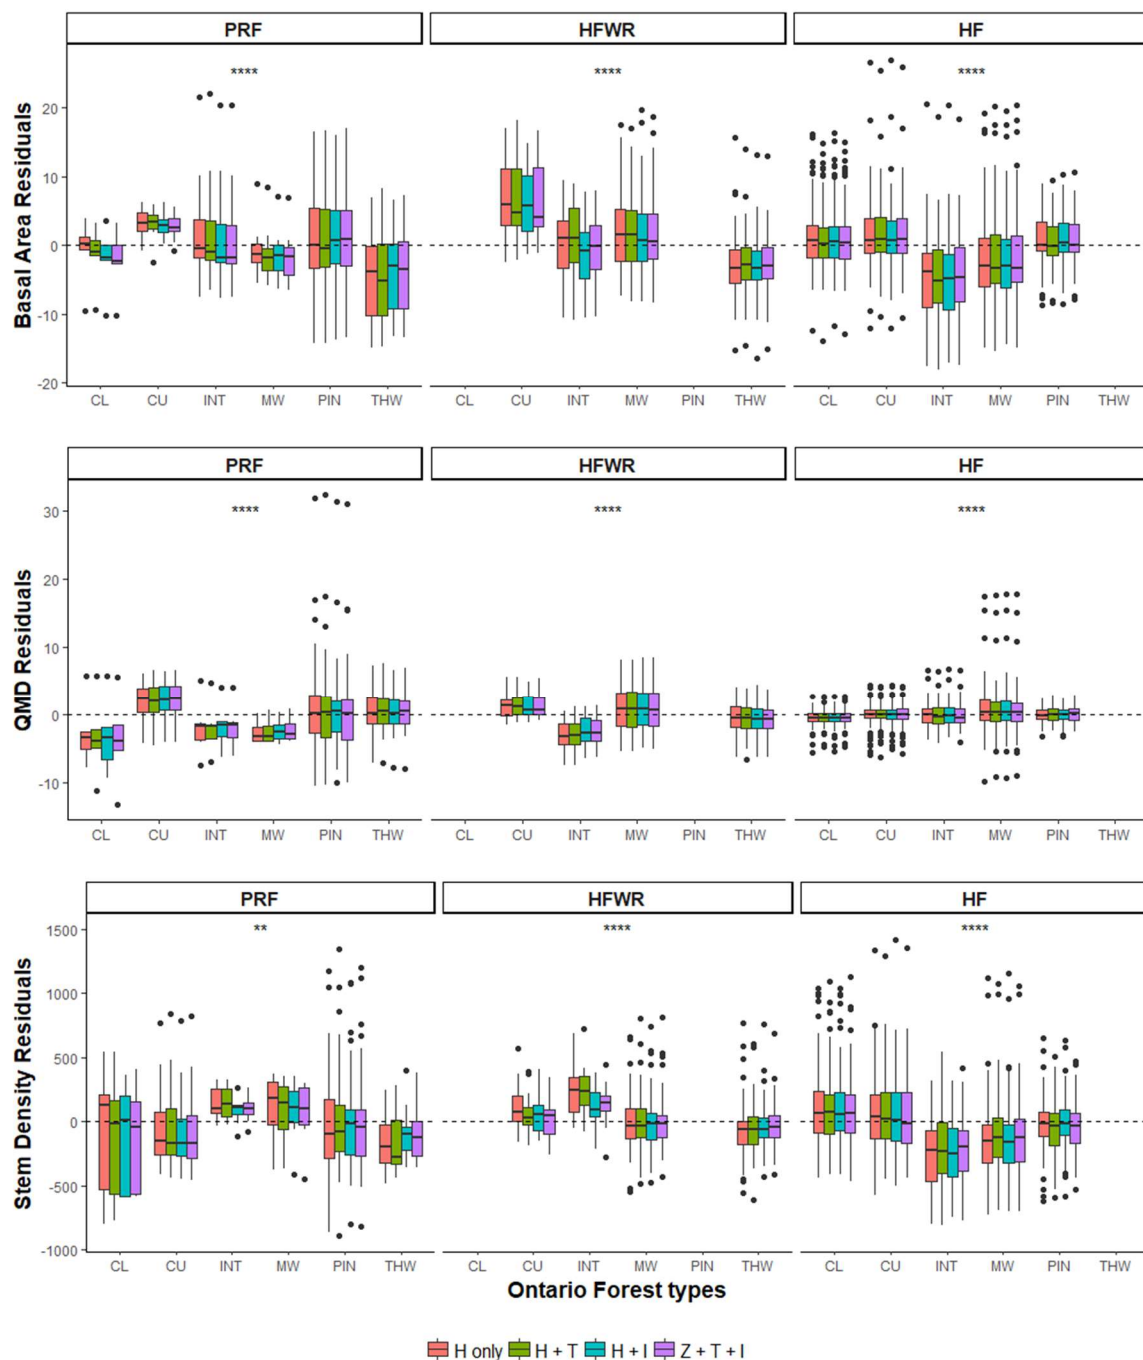 PRF HFWR HF
Basal Area Residuals
**** **** ****
20
10
0
-10
-20
CL CU INT MW PIN THW CL CU INT MW PIN THW CL CU INT MW PIN THW
PRF HFWR HF
QMD Residuals
**** **** ****
30
20
10
0
-10
CL CU INT MW PIN THW CL CU INT MW PIN THW CL CU INT MW PIN THW
PRF HFWR HF
Stem Density Residuals
** **** ****
1500
1000
500
0
-500
-1000
CL CU INT MW PIN THW CL CU INT MW PIN THW CL CU INT MW PIN THW
Ontario Forest types
H only H + T H + I Z + T + I